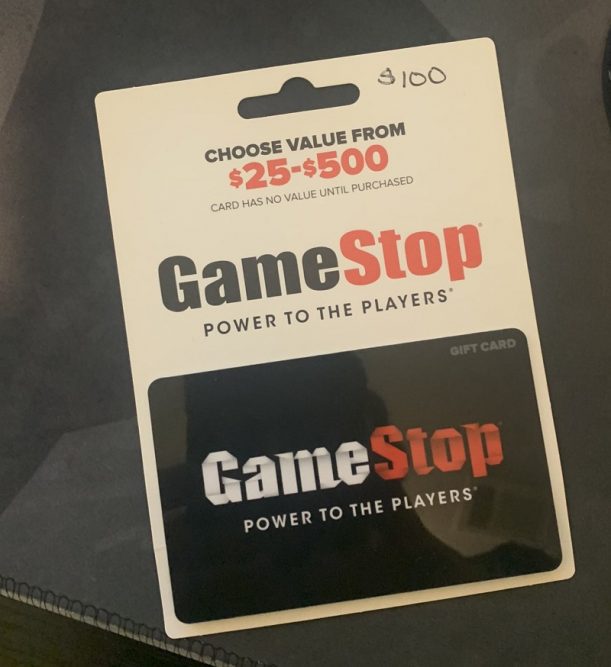 $100
CHOOSE VALUE FROM
$25-$500
CARD HAS NO VALUE UNTIL PURCHASED
GameStop®
POWER TO THE PLAYERS®
GIFT CARD
GameStop
POWER TO THE PLAYERS®